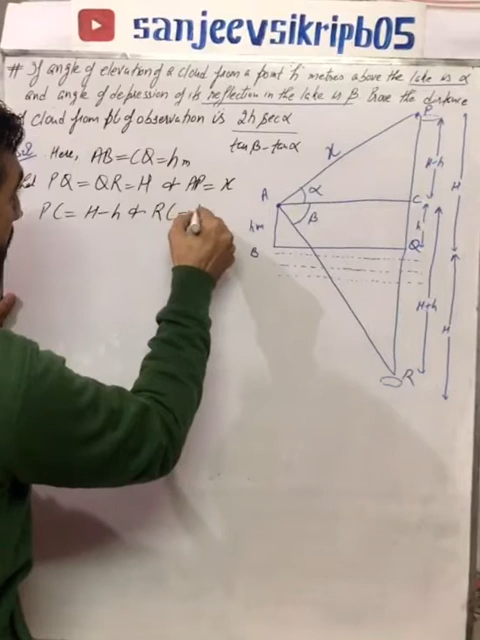 sanjeevsikripb05
# If angle of elevation of a cloud from a point h metres above the lake is α
and angle of depression of its reflection in the lake is β. Prove the distance
of cloud from pt of observation is 2h secα / tanβ - tanα
Here, AB = CQ = hm
Let PQ = QR = H & AP = x
PC = H-h & RC =
P
x
H-h
H
A
α
C
β
hm
h
B
Q
H+h
H
R